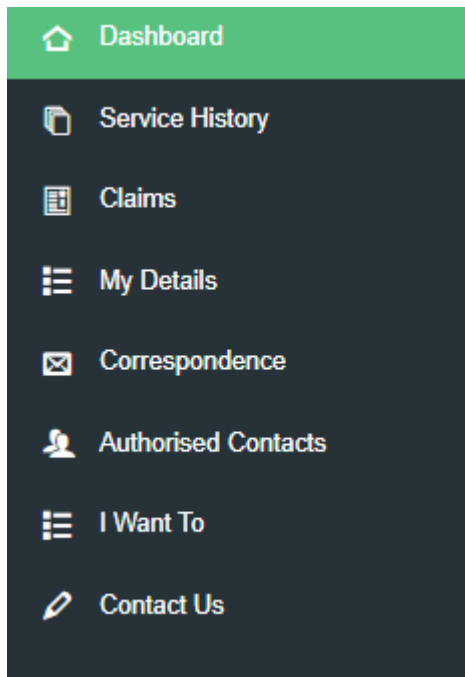 Dashboard
Service History
Claims
My Details
Correspondence
Authorised Contacts
I Want To
Contact Us